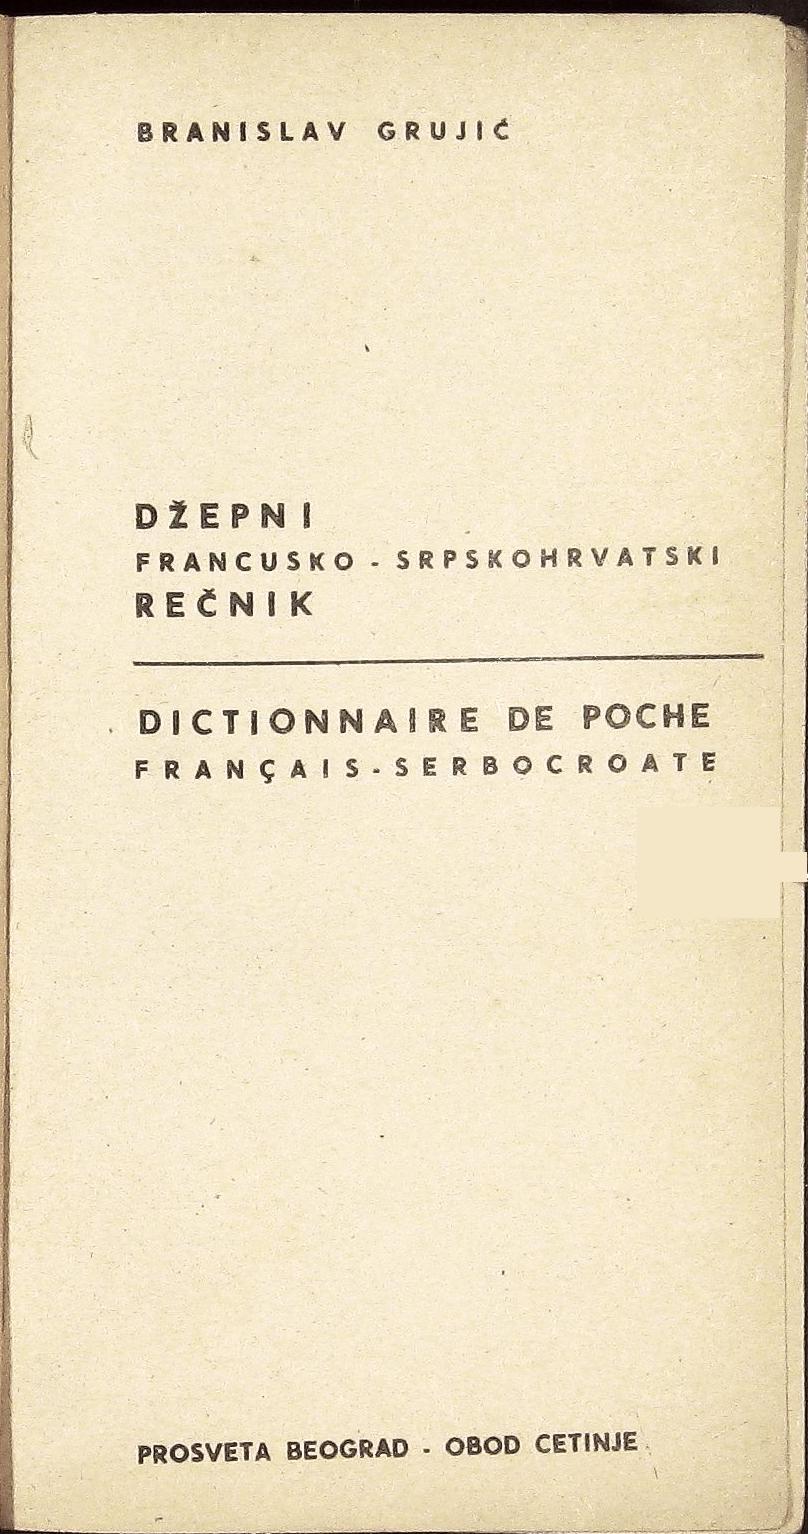 BRANISLAV GRUJIĆ
DŽEPNI
FRANCUSKO - SRPSKOHRVATSKI
REČNIK
DICTIONNAIRE DE POCHE
FRANÇAIS - SERBOCROATE
PROSVETA BEOGRAD - OBOD CETINJE